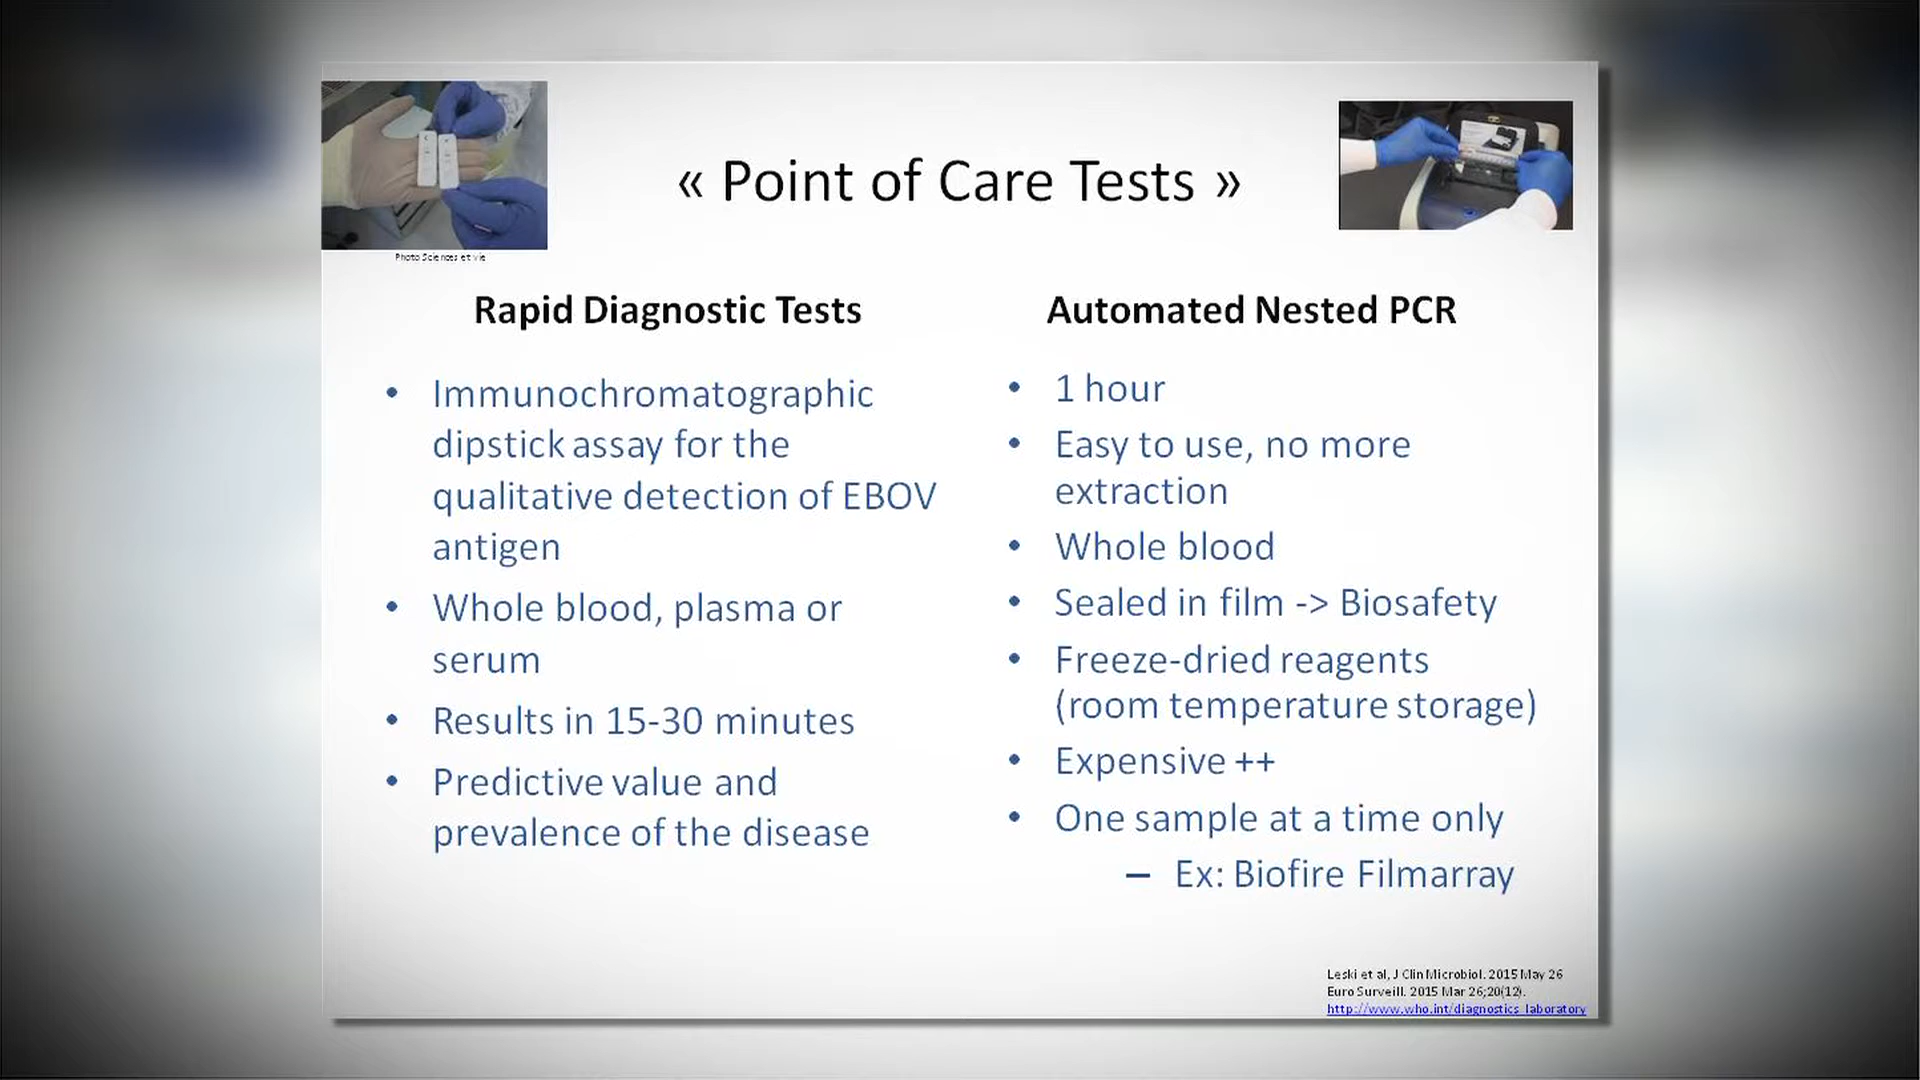 « Point of Care Tests »
Photo Sciences et vie
Rapid Diagnostic Tests
• Immunochromatographic
dipstick assay for the
qualitative detection of EBOV
antigen
• Whole blood, plasma or
serum
• Results in 15-30 minutes
• Predictive value and
prevalence of the disease
Automated Nested PCR
• 1 hour
• Easy to use, no more
extraction
• Whole blood
• Sealed in film -> Biosafety
• Freeze-dried reagents
(room temperature storage)
• Expensive ++
• One sample at a time only
– Ex: Biofire Filmarray
Leski et al, J Clin Microbiol. 2015 May 26
Euro Surveill. 2015 Mar 26;20(12).
http://www.who.int/diagnostics_laboratory